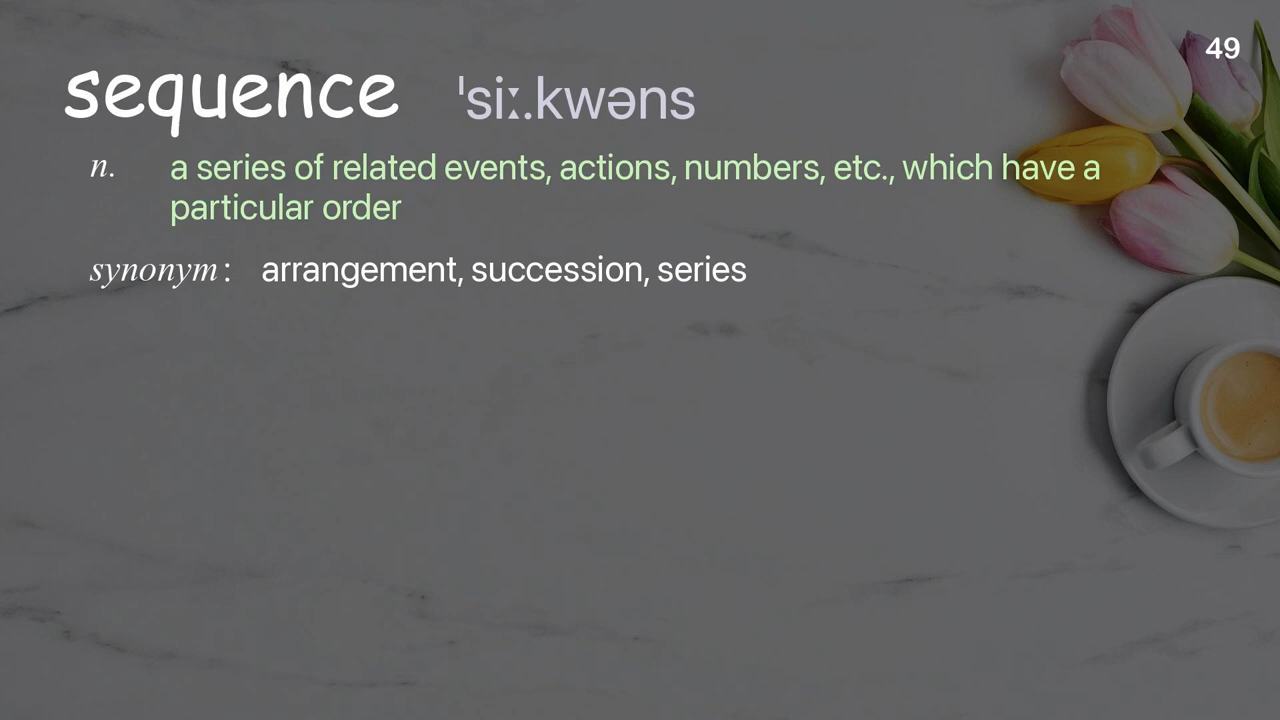 49
sequence ˈsiː.kwəns
n. a series of related events, actions, numbers, etc., which have a
particular order
synonym: arrangement, succession, series